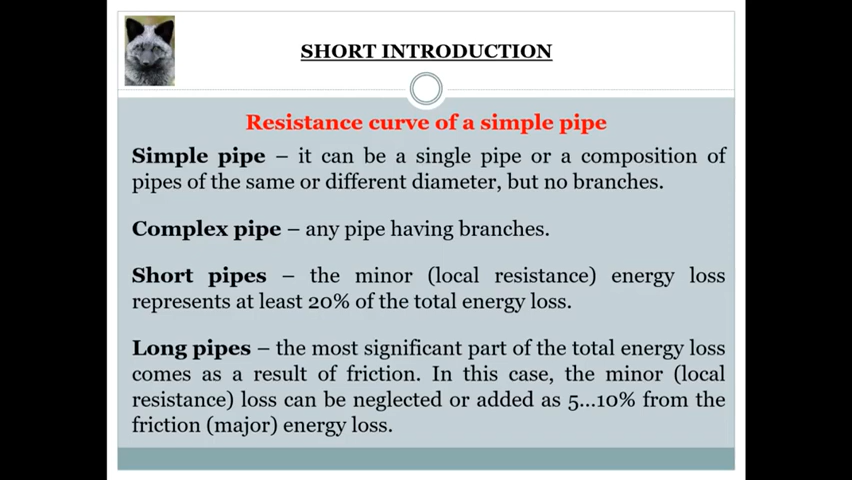 SHORT INTRODUCTION
Resistance curve of a simple pipe
Simple pipe – it can be a single pipe or a composition of
pipes of the same or different diameter, but no branches.
Complex pipe – any pipe having branches.
Short pipes – the minor (local resistance) energy loss
represents at least 20% of the total energy loss.
Long pipes – the most significant part of the total energy loss
comes as a result of friction. In this case, the minor (local
resistance) loss can be neglected or added as 5...10% from the
friction (major) energy loss.